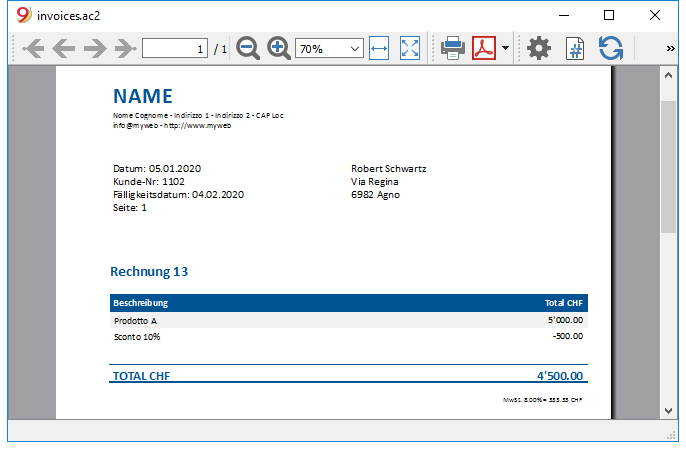 invoices.ac2
1 / 1 70% »
NAME
Nome Cognome - Indirizzo 1 - Indirizzo 2 - CAP Loc
info@myweb - http://www.myweb
Datum: 05.01.2020
Kunde-Nr: 1102
Fälligkeitsdatum: 04.02.2020
Seite: 1
Robert Schwartz
Via Regina
6982 Agno
Rechnung 13
Beschreibung Total CHF
Prodotto A 5'000.00
Sconto 10% -500.00
TOTAL CHF 4'500.00
MwSt. 8.00% = 333.33 CHF